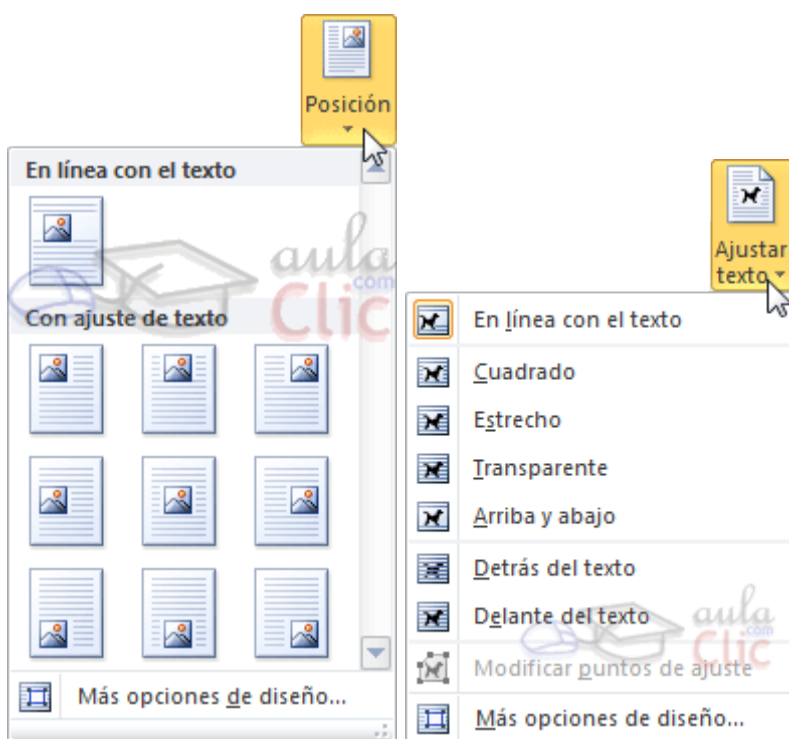 Posición
En línea con el texto
aula
.com
Clic
Con ajuste de texto
Más opciones de diseño...
Ajustar
texto
En línea con el texto
Cuadrado
Estrecho
Transparente
Arriba y abajo
Detrás del texto
Delante del texto
aula
.com
Clic
Modificar puntos de ajuste
Más opciones de diseño...